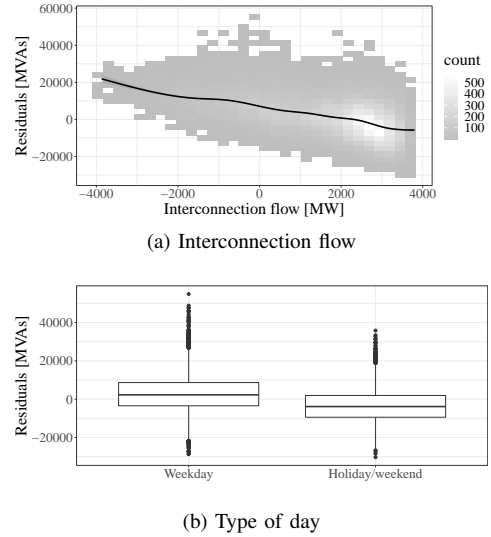 60000
40000
20000
0
−20000
Residuals [MVAs]
−4000 −2000 0 2000 4000
Interconnection flow [MW]
count
500
400
300
200
100
(a) Interconnection flow
40000
20000
0
−20000
Residuals [MVAs]
Weekday Holiday/weekend
(b) Type of day